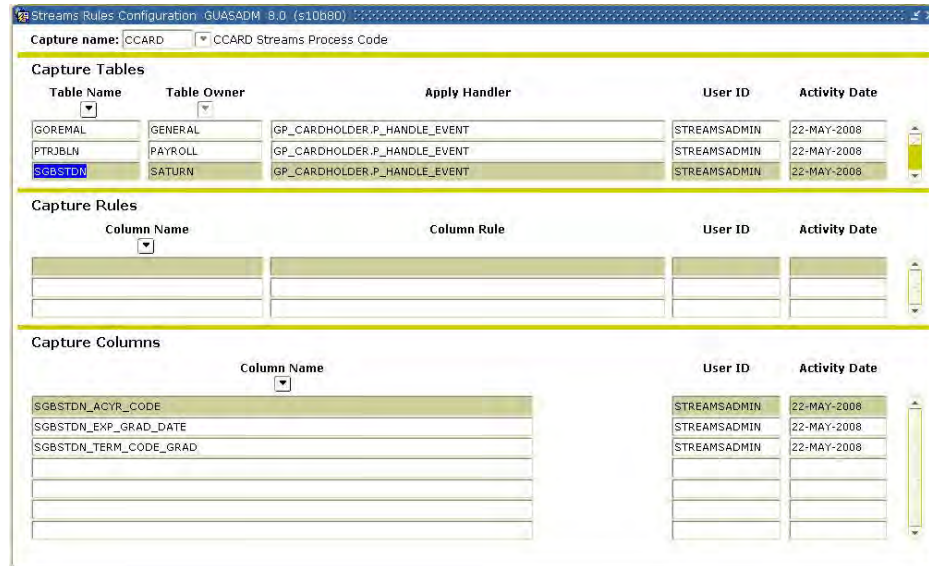 Streams Rules Configuration GUASADM 8.0 (s10b80)
Capture name: CCARD CCARD Streams Process Code
Capture Tables
Table Name Table Owner Apply Handler User ID Activity Date
GOREMAL GENERAL GP_CARDHOLDER.P_HANDLE_EVENT STREAMSADMIN 22-MAY-2008
PTRJBLN PAYROLL GP_CARDHOLDER.P_HANDLE_EVENT STREAMSADMIN 22-MAY-2008
SGBSTDN SATURN GP_CARDHOLDER.P_HANDLE_EVENT STREAMSADMIN 22-MAY-2008
Capture Rules
Column Name Column Rule User ID Activity Date
Capture Columns
Column Name User ID Activity Date
SGBSTDN_ACYR_CODE STREAMSADMIN 22-MAY-2008
SGBSTDN_EXP_GRAD_DATE STREAMSADMIN 22-MAY-2008
SGBSTDN_TERM_CODE_GRAD STREAMSADMIN 22-MAY-2008